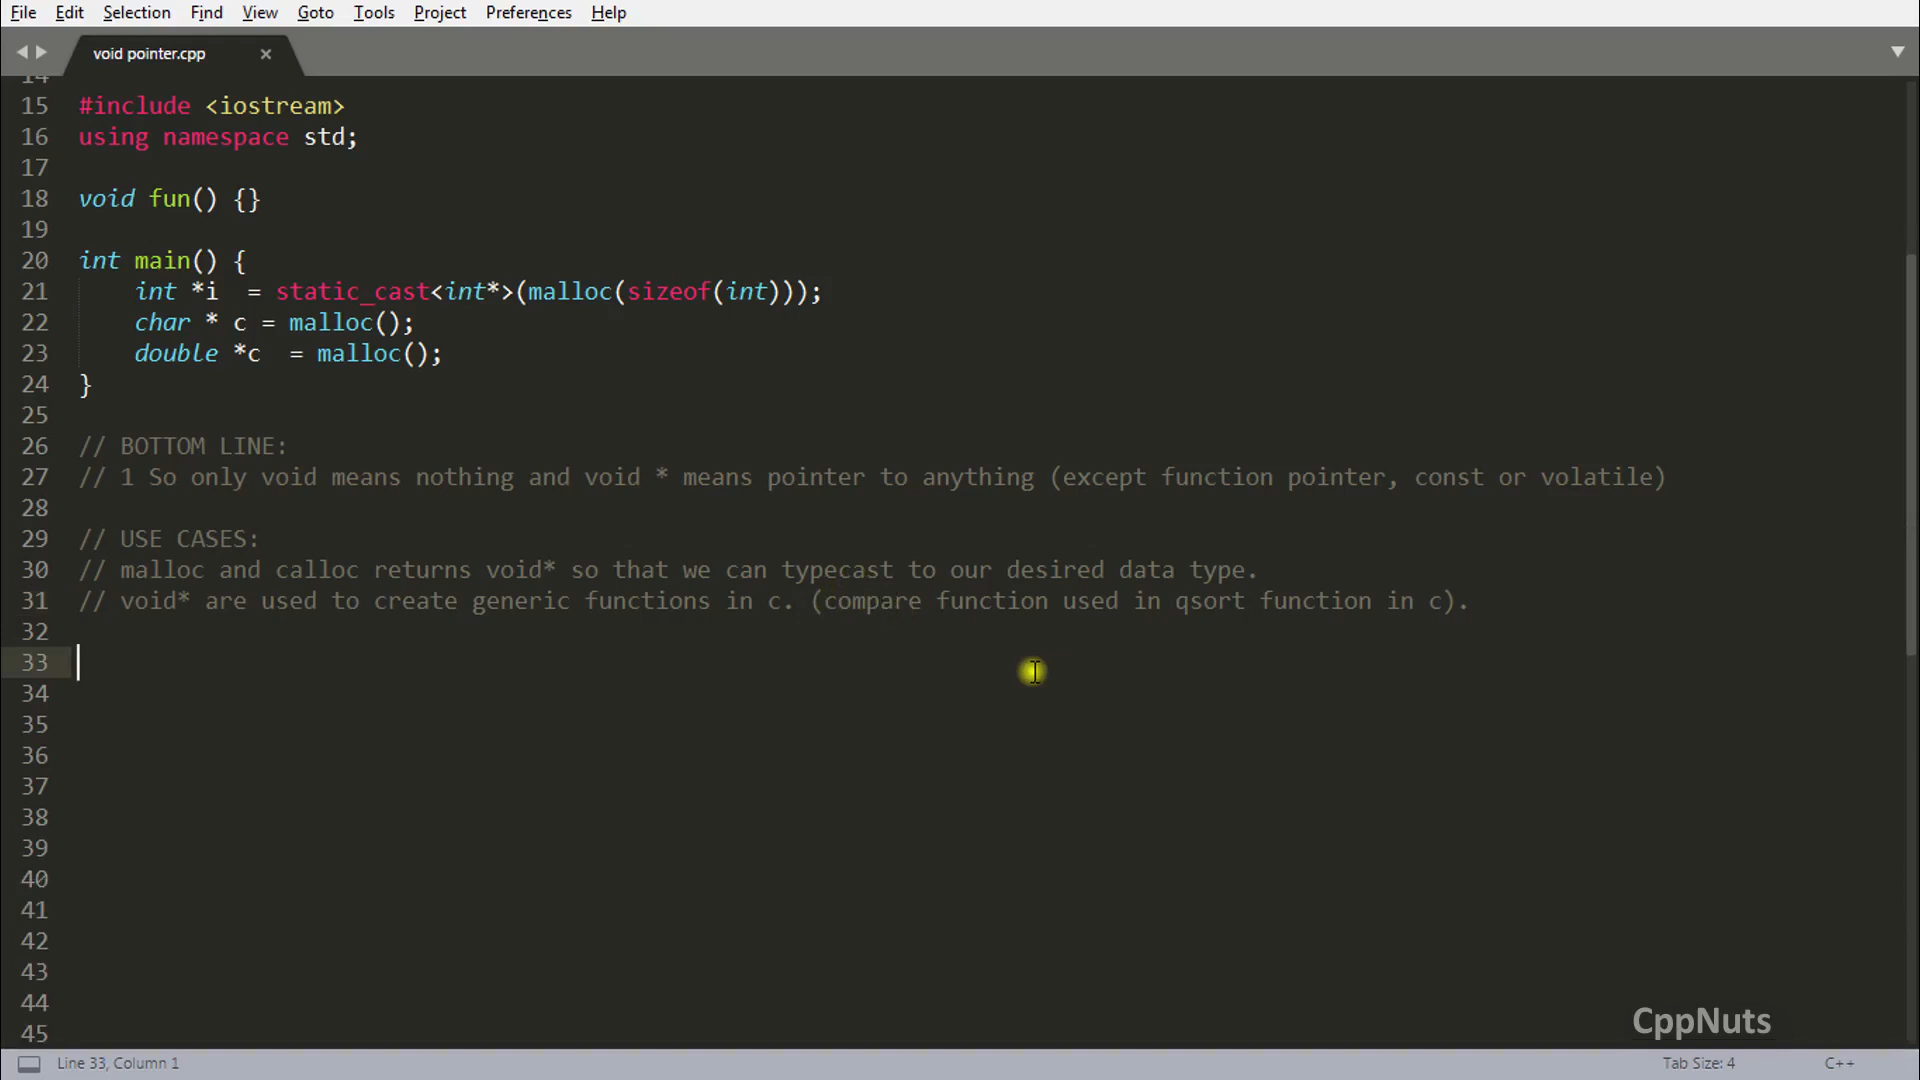 File Edit Selection Find View Goto Tools Project Preferences Help
void pointer.cpp
14
15 #include <iostream>
16 using namespace std;
17
18 void fun() {}
19
20 int main() {
21     int *i  = static_cast<int*>(malloc(sizeof(int)));
22     char * c = malloc();
23     double *c  = malloc();
24 }
25
26 // BOTTOM LINE:
27 // 1 So only void means nothing and void * means pointer to anything (except function pointer, const or volatile)
28
29 // USE CASES:
30 // malloc and calloc returns void* so that we can typecast to our desired data type.
31 // void* are used to create generic functions in c. (compare function used in qsort function in c).
32
33
34
35
36
37
38
39
40
41
42
43
44
45
CppNuts
Line 33, Column 1 Tab Size: 4 C++